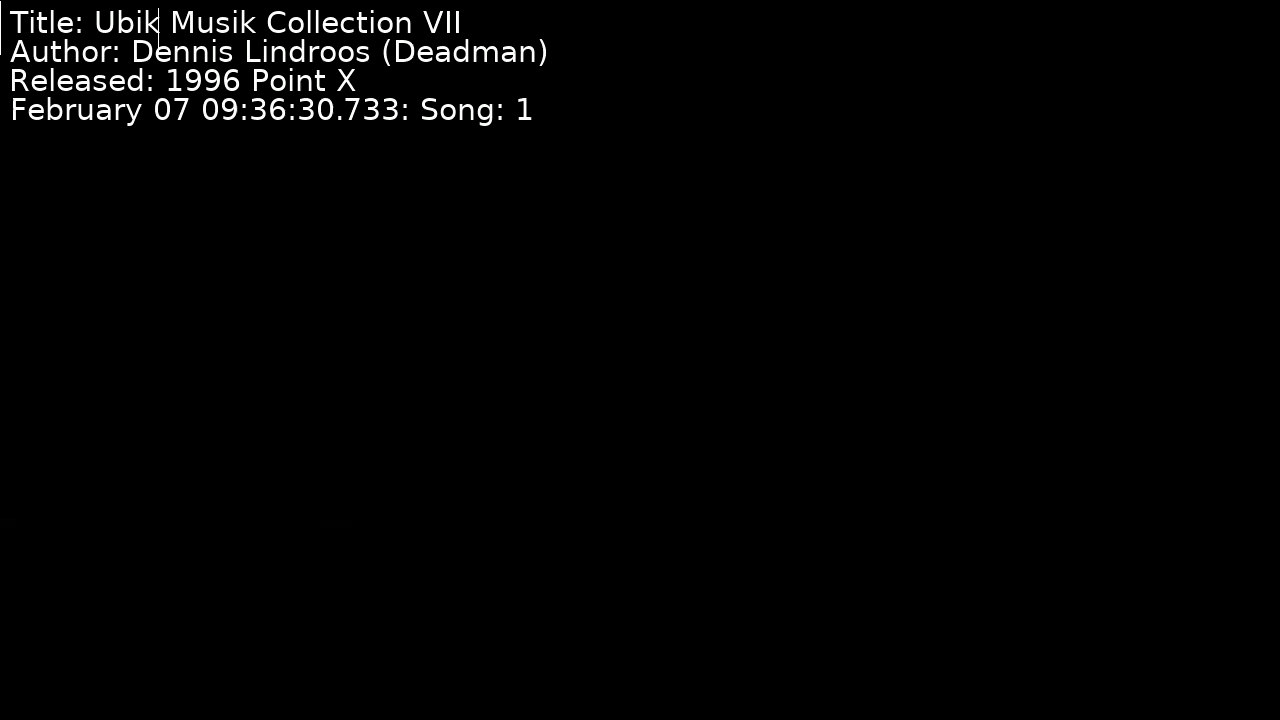 Title: Ubik Musik Collection VII
Author: Dennis Lindroos (Deadman)
Released: 1996 Point X
February 07 09:36:30.733: Song: 1